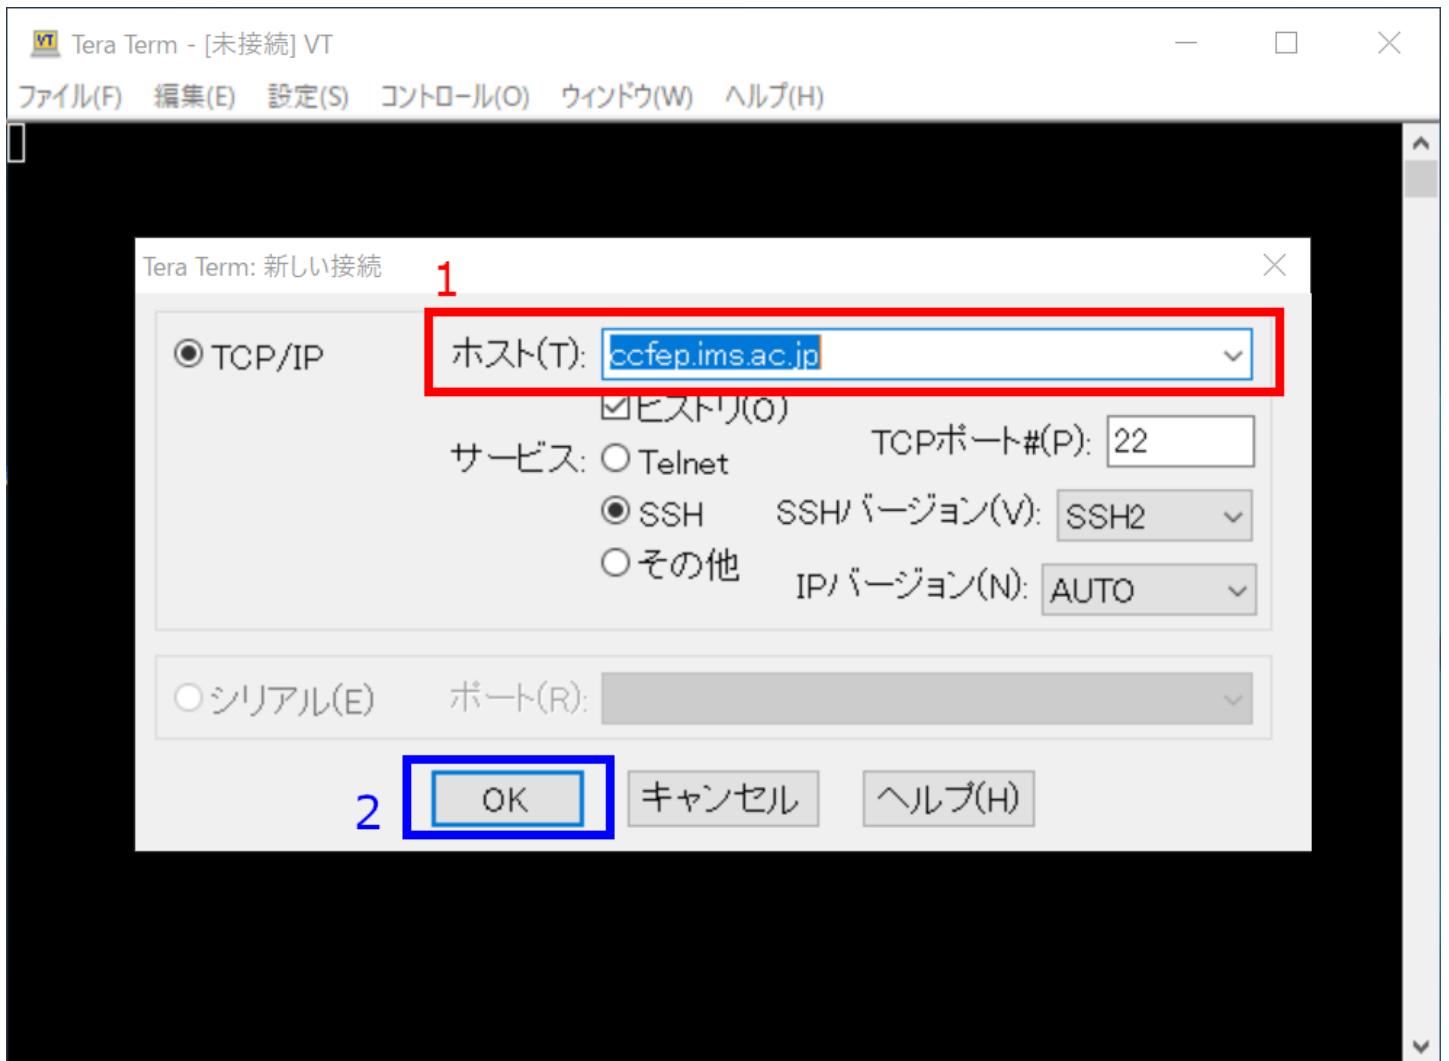 Tera Term - [未接続] VT
ファイル(F) 編集(E) 設定(S) コントロール(O) ウィンドウ(W) ヘルプ(H)
Tera Term: 新しい接続
1
TCP/IP ホスト(T): ccfep.ims.ac.jp
ヒストリ(O)
サービス: Telnet TCPポート#(P): 22
SSH SSHバージョン(V): SSH2
その他 IPバージョン(N): AUTO
シリアル(E) ポート(R):
2 OK キャンセル ヘルプ(H)